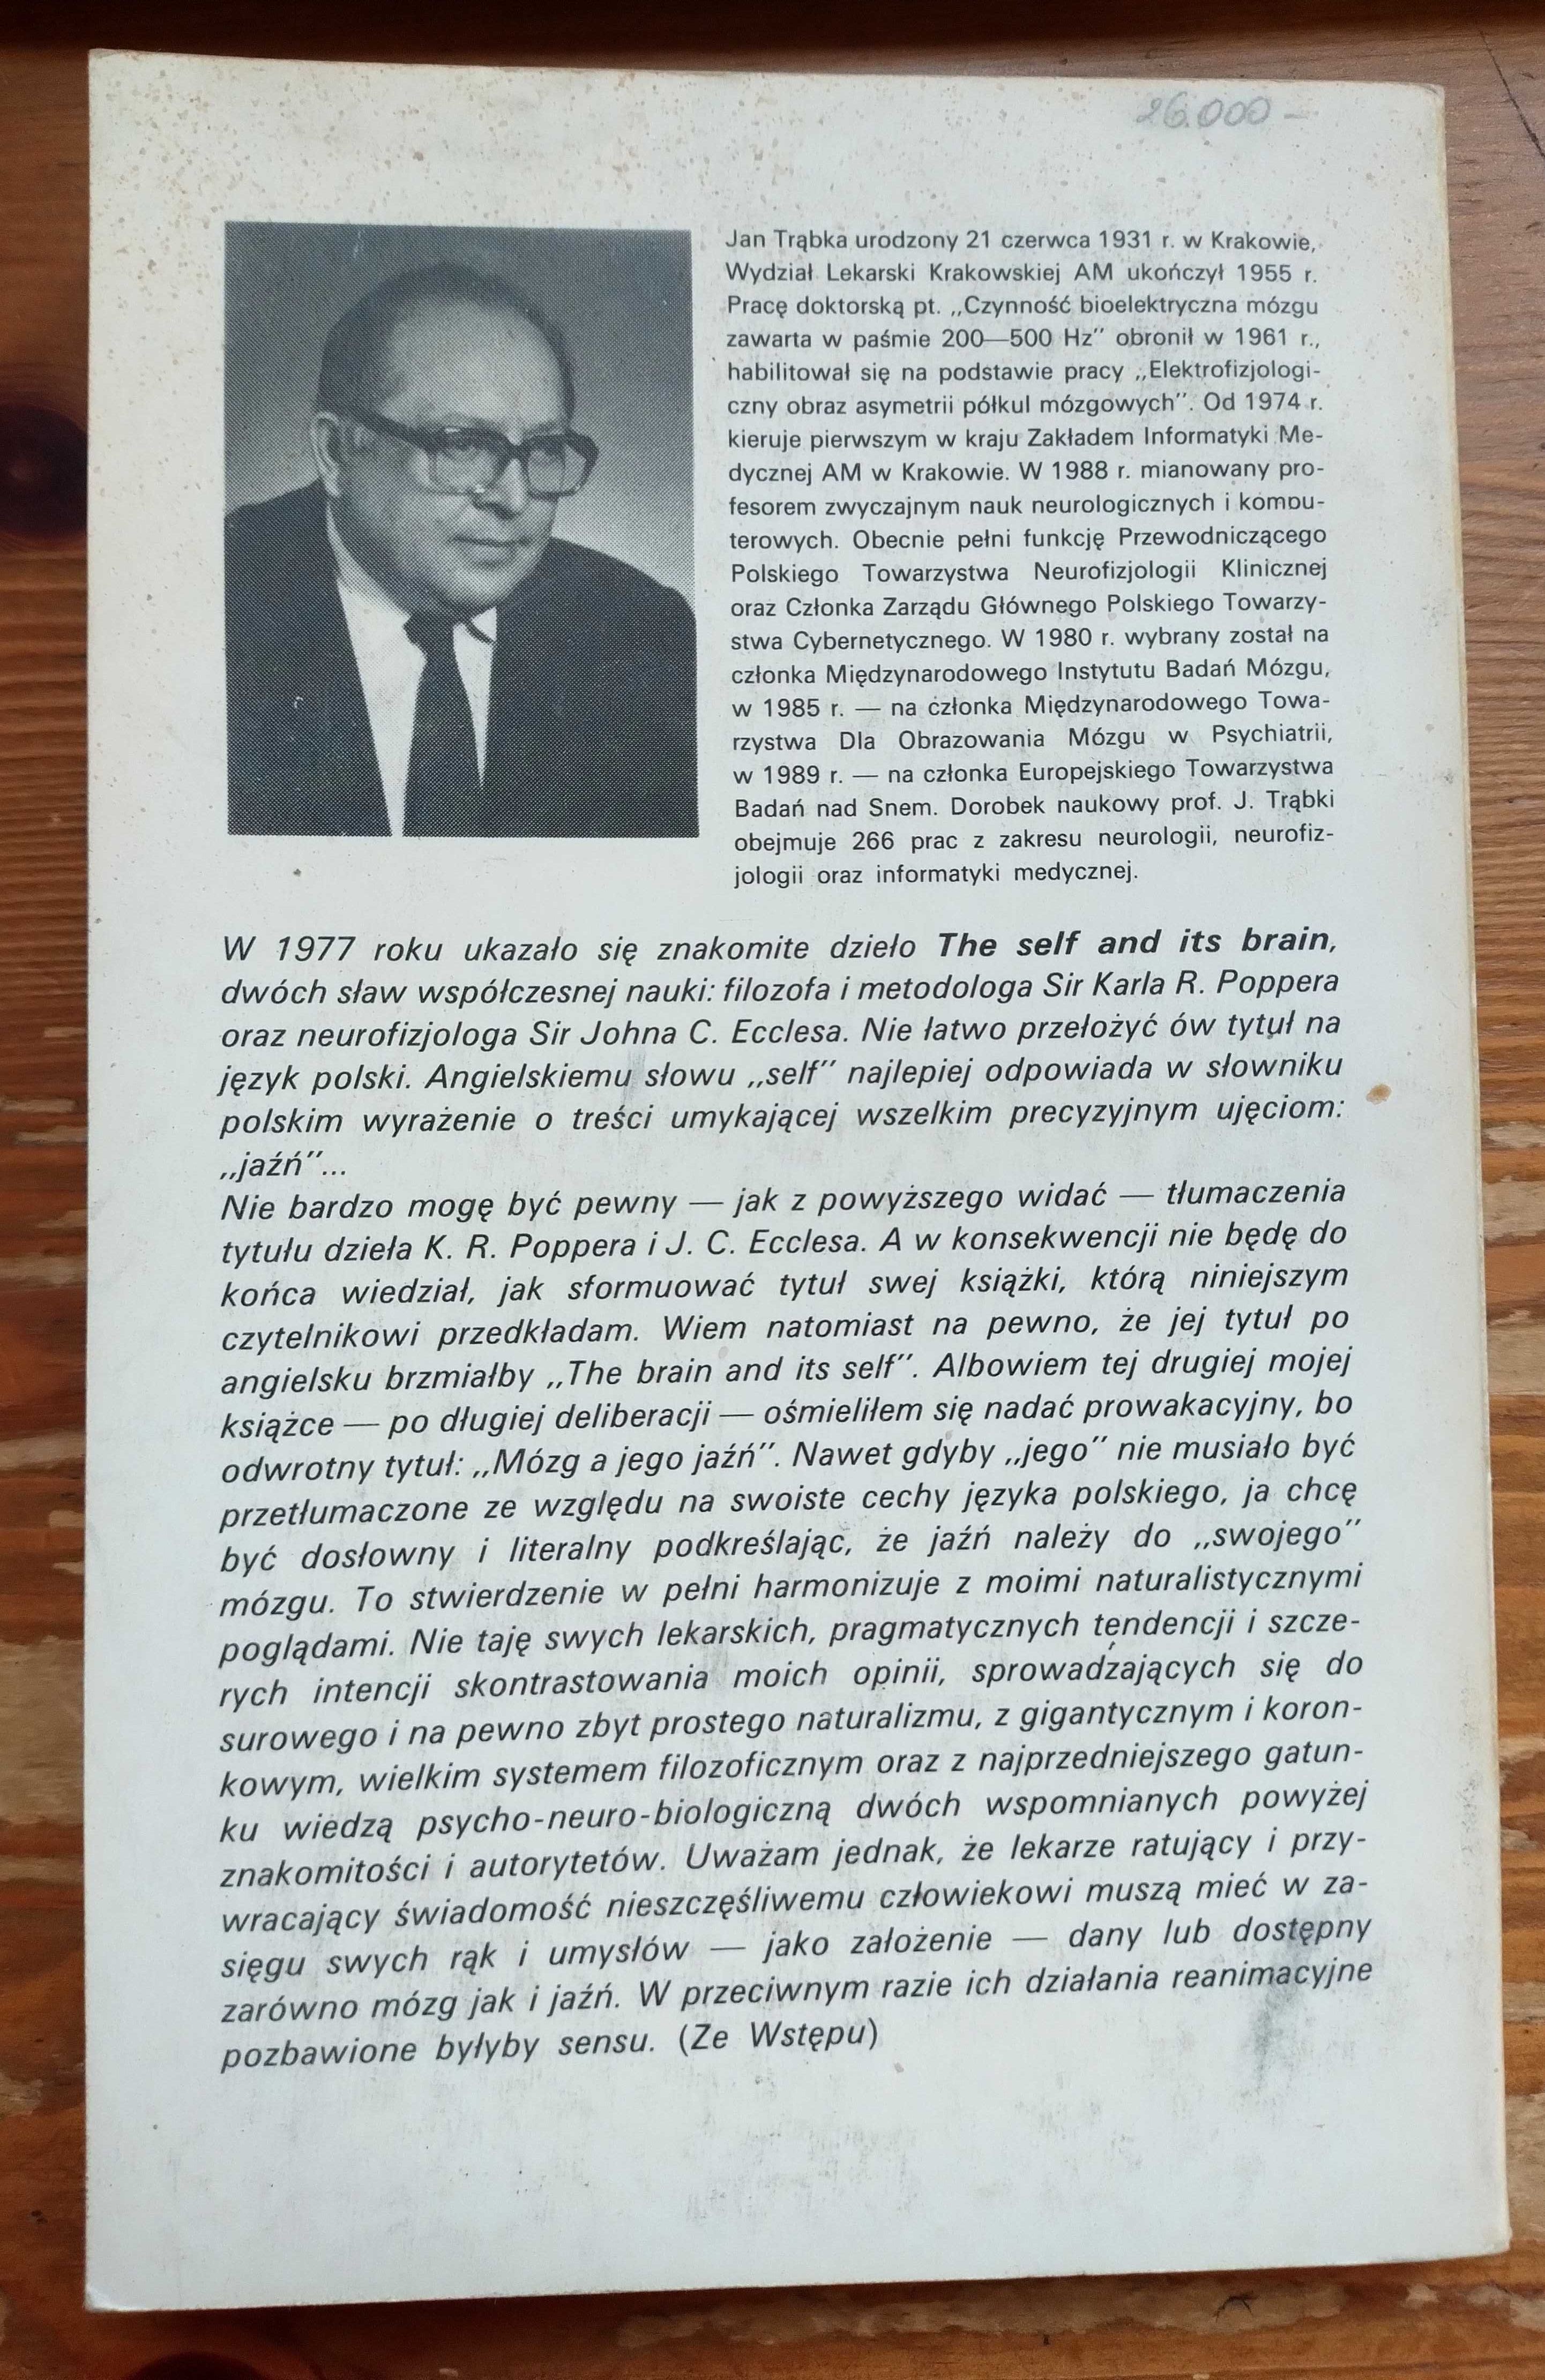 26.000 —
Jan Trąbka urodzony 21 czerwca 1931 r. w Krakowie,
Wydział Lekarski Krakowskiej AM ukończył 1955 r.
Pracę doktorską pt. „Czynność bioelektryczna mózgu
zawarta w paśmie 200—500 Hz” obronił w 1961 r.,
habilitował się na podstawie pracy „Elektrofizjologi-
czny obraz asymetrii półkul mózgowych”. Od 1974 r.
kieruje pierwszym w kraju Zakładem Informatyki Me-
dycznej AM w Krakowie. W 1988 r. mianowany pro-
fesorem zwyczajnym nauk neurologicznych i kompu-
terowych. Obecnie pełni funkcję Przewodniczącego
Polskiego Towarzystwa Neurofizjologii Klinicznej
oraz Członka Zarządu Głównego Polskiego Towarzy-
stwa Cybernetycznego. W 1980 r. wybrany został na
członka Międzynarodowego Instytutu Badań Mózgu,
w 1985 r. — na członka Międzynarodowego Towa-
rzystwa Dla Obrazowania Mózgu w Psychiatrii,
w 1989 r. — na członka Europejskiego Towarzystwa
Badań nad Snem. Dorobek naukowy prof. J. Trąbki
obejmuje 266 prac z zakresu neurologii, neurofiz-
jologii oraz informatyki medycznej.
W 1977 roku ukazało się znakomite dzieło The self and its brain,
dwóch sław współczesnej nauki: filozofa i metodologa Sir Karla R. Poppera
oraz neurofizjologa Sir Johna C. Ecclesa. Nie łatwo przełożyć ów tytuł na
język polski. Angielskiemu słowu „self” najlepiej odpowiada w słowniku
polskim wyrażenie o treści umykającej wszelkim precyzyjnym ujęciom:
„jaźń”...
Nie bardzo mogę być pewny — jak z powyższego widać — tłumaczenia
tytułu dzieła K. R. Poppera i J. C. Ecclesa. A w konsekwencji nie będę do
końca wiedział, jak sformuować tytuł swej książki, którą niniejszym
czytelnikowi przedkładam. Wiem natomiast na pewno, że jej tytuł po
angielsku brzmiałby „The brain and its self”. Albowiem tej drugiej mojej
książce — po długiej deliberacji — ośmieliłem się nadać prowakacyjny, bo
odwrotny tytuł: „Mózg a jego jaźń”. Nawet gdyby „jego” nie musiało być
przetłumaczone ze względu na swoiste cechy języka polskiego, ja chcę
być dosłowny i literalny podkreślając, że jaźń należy do „swojego”
mózgu. To stwierdzenie w pełni harmonizuje z moimi naturalistycznymi
poglądami. Nie taję swych lekarskich, pragmatycznych tendencji i szcze-
rych intencji skontrastowania moich opinii, sprowadzających się do
surowego i na pewno zbyt prostego naturalizmu, z gigantycznym i koron-
kowym, wielkim systemem filozoficznym oraz z najprzedniejszego gatun-
ku wiedzą psycho-neuro-biologiczną dwóch wspomnianych powyżej
znakomitości i autorytetów. Uważam jednak, że lekarze ratujący i przy-
wracający świadomość nieszczęśliwemu człowiekowi muszą mieć w za-
sięgu swych rąk i umysłów — jako założenie — dany lub dostępny
zarówno mózg jak i jaźń. W przeciwnym razie ich działania reanimacyjne
pozbawione byłyby sensu. (Ze Wstępu)